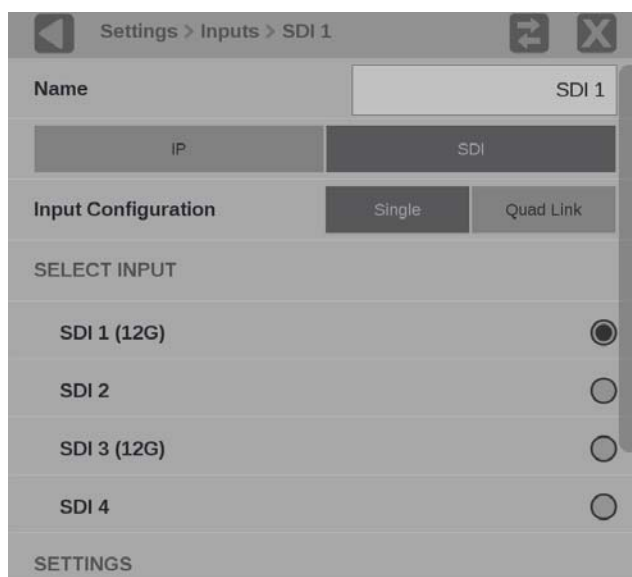 Settings > Inputs > SDI 1
Name SDI 1
IP SDI
Input Configuration Single Quad Link
SELECT INPUT
SDI 1 (12G)
SDI 2
SDI 3 (12G)
SDI 4
SETTINGS